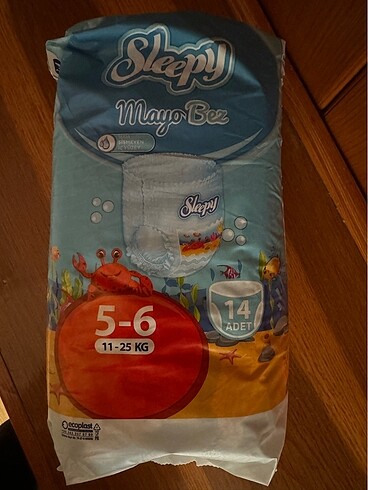 Sleepy
Mayo Bez
Sleepy
5-6
11-25 KG
14
ADET
ecoplast